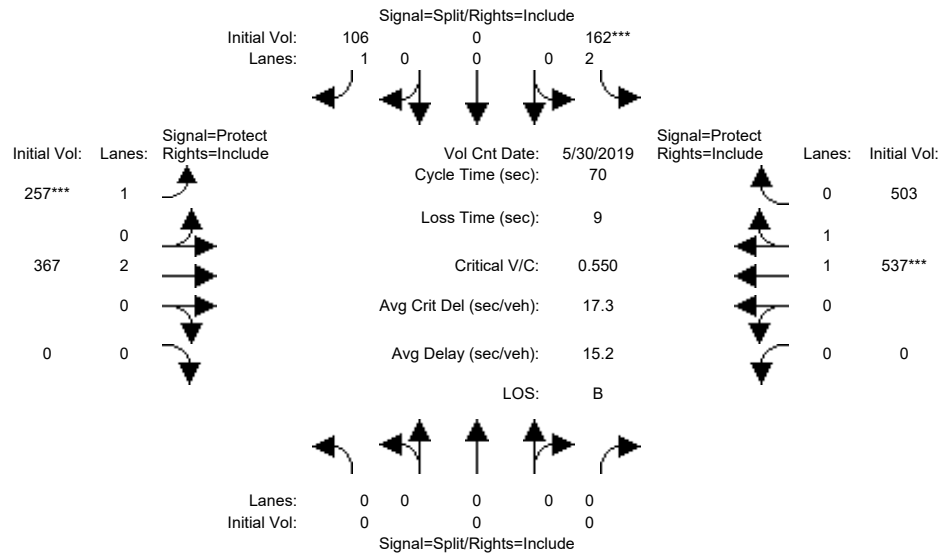 Signal=Split/Rights=Include
Initial Vol: 106 0 162***
Lanes: 1 0 0 0 2
Signal=Protect
Initial Vol: Lanes: Rights=Include
Vol Cnt Date: 5/30/2019
Signal=Protect
Rights=Include Lanes: Initial Vol:
Cycle Time (sec): 70
257*** 1
0 503
Loss Time (sec): 9
0
1
367 2
Critical V/C: 0.550
1 537***
0
Avg Crit Del (sec/veh): 17.3
0
0 0
Avg Delay (sec/veh): 15.2
0 0
LOS: B
Lanes: 0 0 0 0 0
Initial Vol: 0 0 0
Signal=Split/Rights=Include